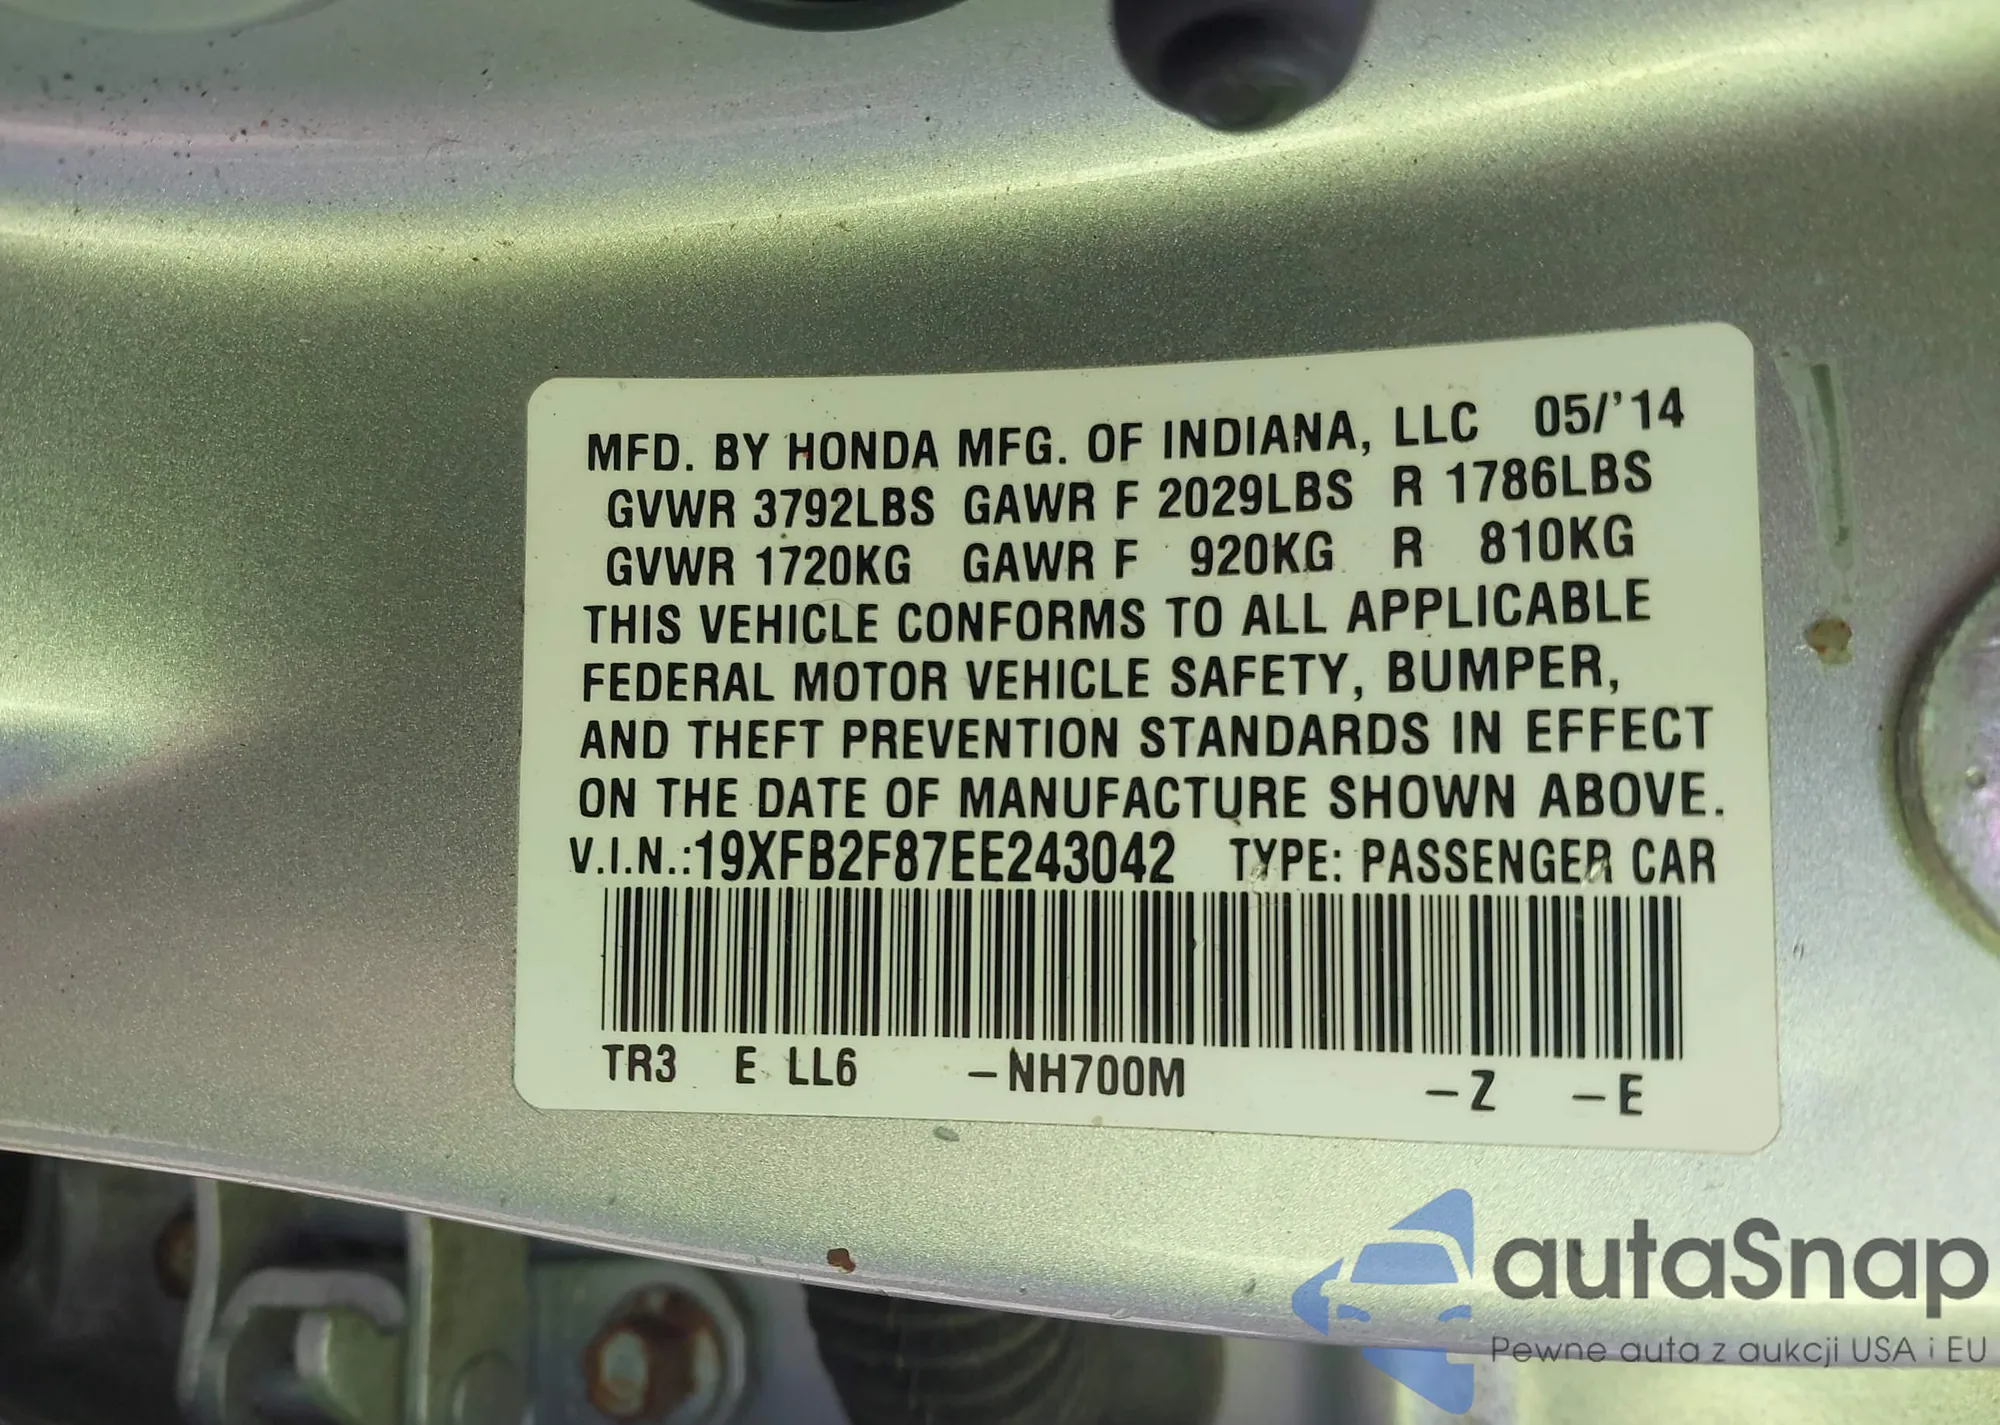 MFD. BY HONDA MFG. OF INDIANA, LLC 05/'14
GVWR 3792LBS GAWR F 2029LBS R 1786LBS
GVWR 1720KG GAWR F 920KG R 810KG
THIS VEHICLE CONFORMS TO ALL APPLICABLE
FEDERAL MOTOR VEHICLE SAFETY, BUMPER,
AND THEFT PREVENTION STANDARDS IN EFFECT
ON THE DATE OF MANUFACTURE SHOWN ABOVE.
V.I.N.:19XFB2F87EE243042 TYPE: PASSENGER CAR
TR3 E LL6 –NH700M –Z –E
autaSnap
Pewne auta z aukcji USA i EU